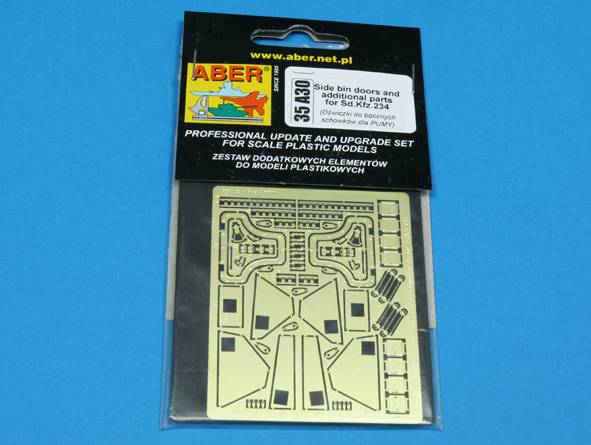 www.aber.net.pl
ABER®
SINCE 1995
35 A30
Side bin doors and
additional parts
for Sd.Kfz.234
(Dźwiczki do bocznych
schowków dla PUMY)
PROFESSIONAL UPDATE AND UPGRADE SET
FOR SCALE PLASTIC MODELS
ZESTAW DODATKOWYCH ELEMENTÓW
DO MODELI PLASTIKOWYCH